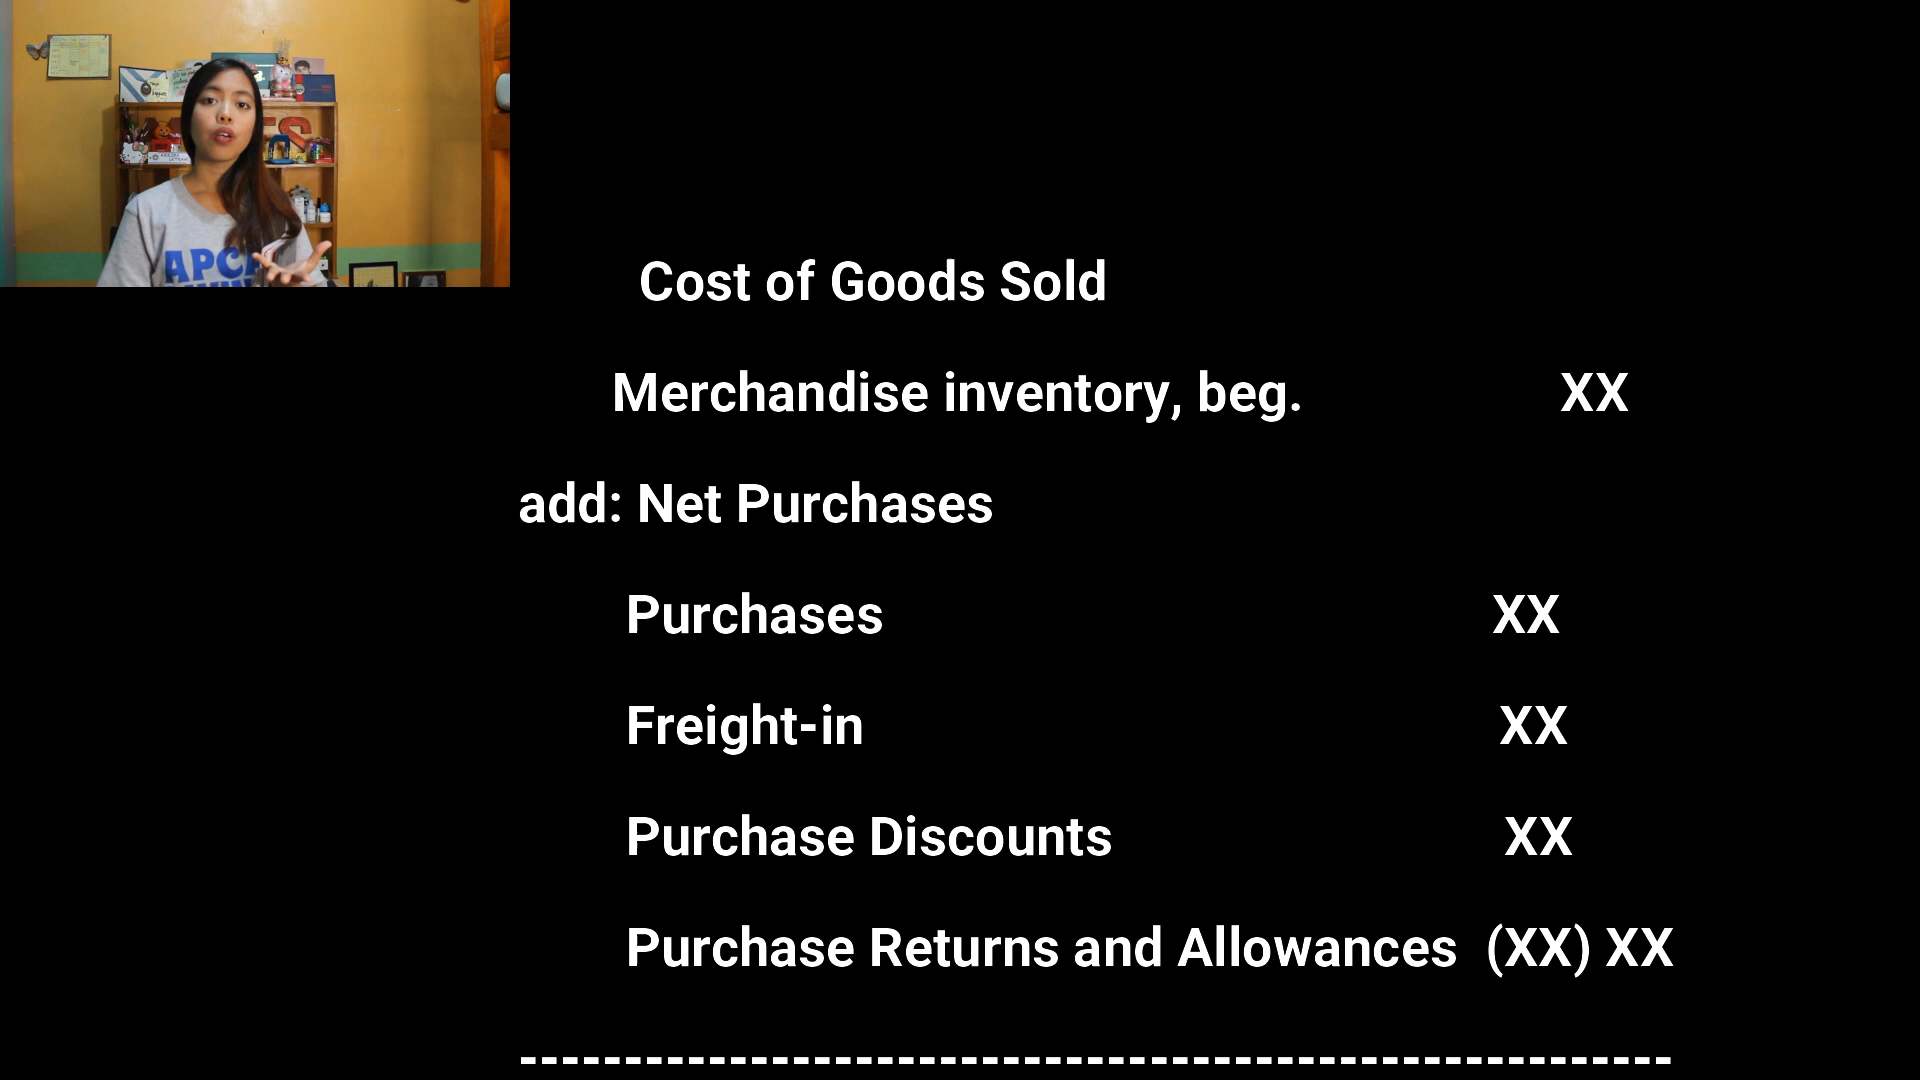 APCA
Cost of Goods Sold
Merchandise inventory, beg. XX
add: Net Purchases
Purchases XX
Freight-in XX
Purchase Discounts XX
Purchase Returns and Allowances (XX) XX
-------------------------------------------------------